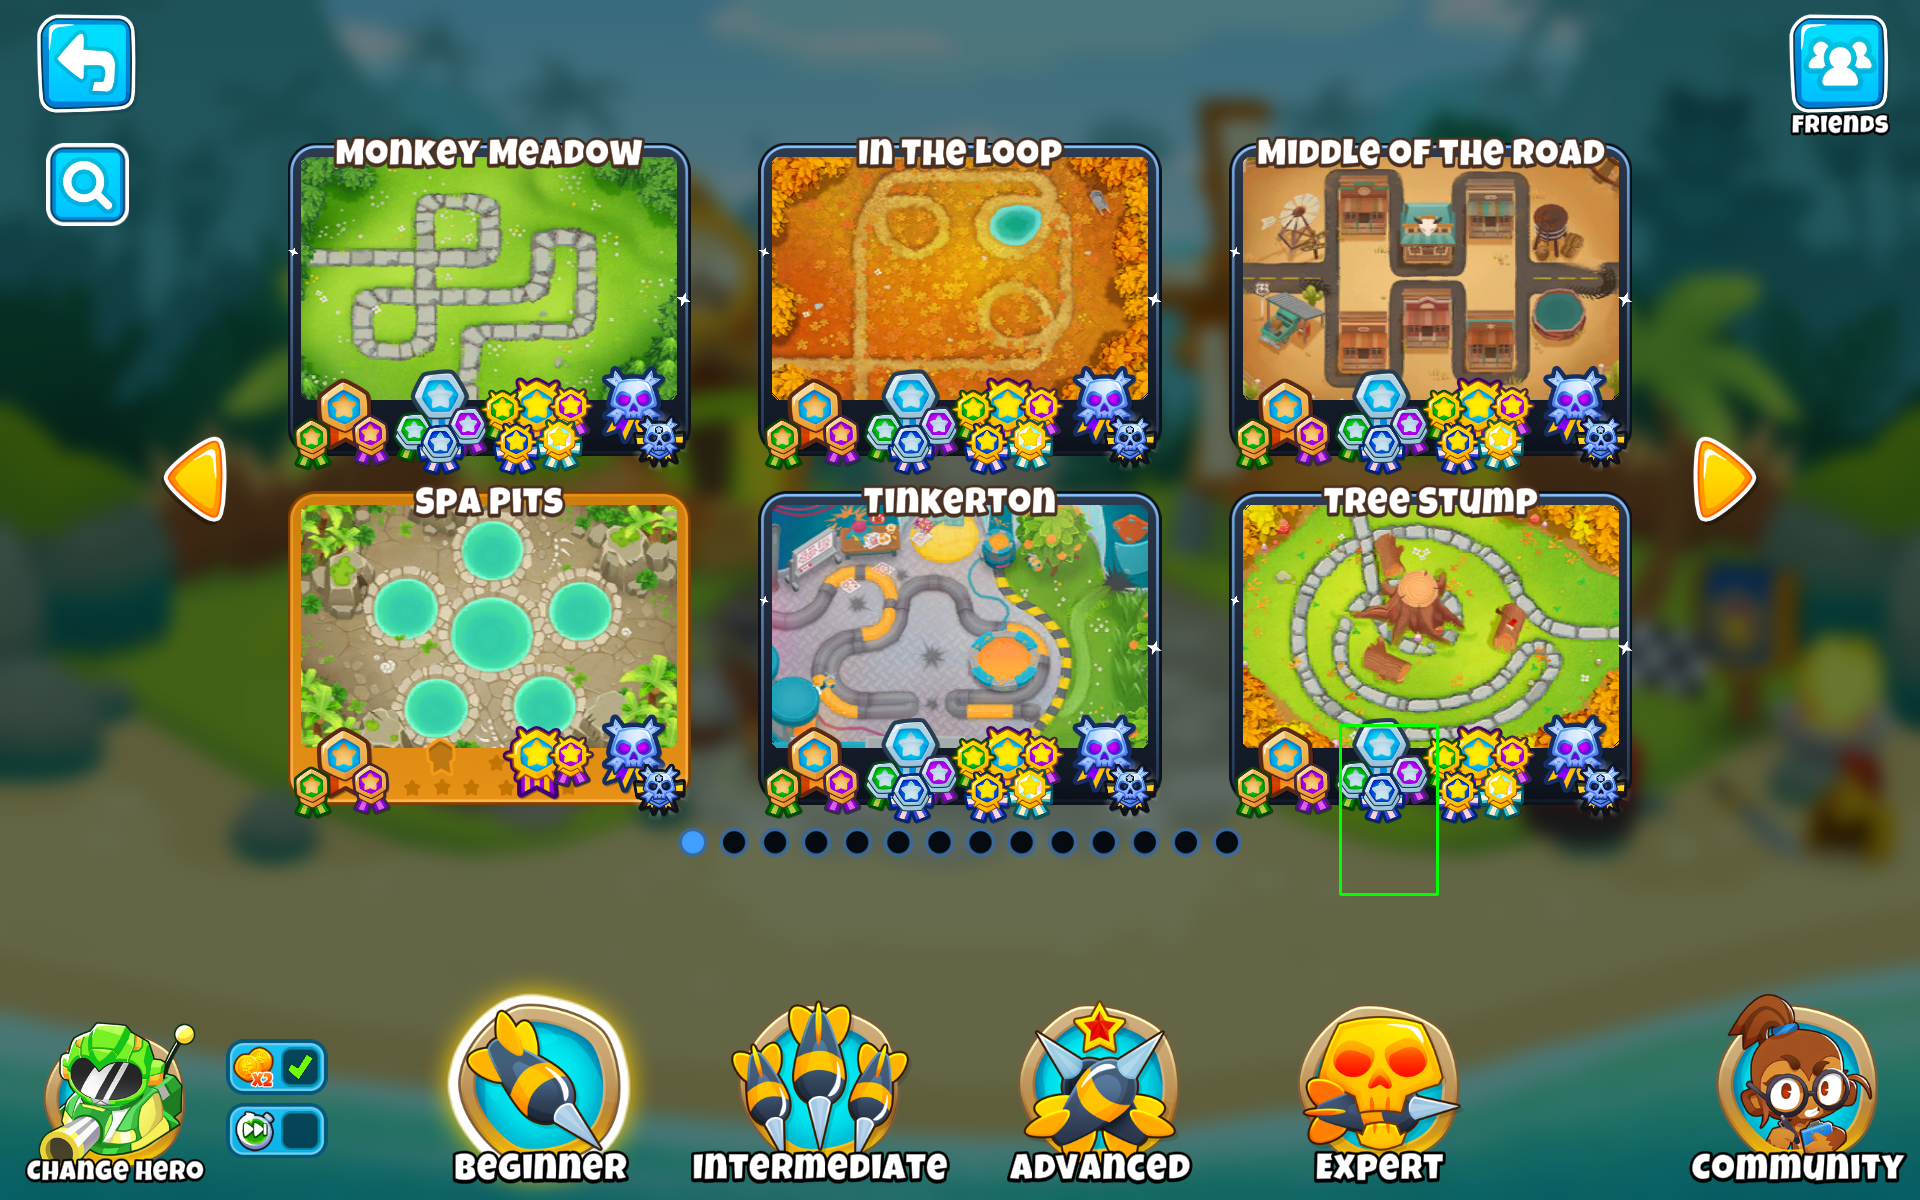 FRIENDS
MONKEY MEADOW
IN THE LOOP
MIDDLE OF THE ROAD
SPA PITS
TINKERTON
TREE STUMP
X2
CHANGE HERO
BEGINNER
INTERMEDIATE
ADVANCED
EXPERT
COMMUNITY